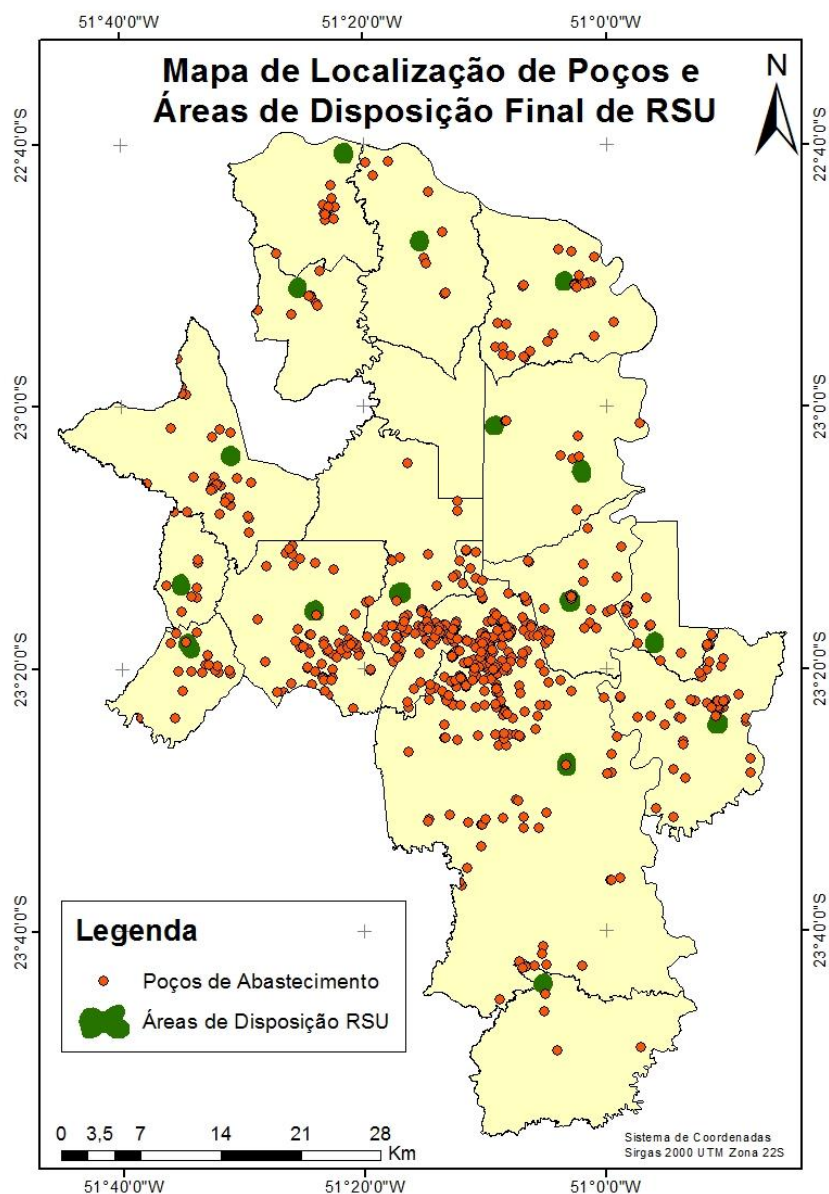 51°40'0"W 51°20'0"W 51°0'0"W
Mapa de Localização de Poços e
Áreas de Disposição Final de RSU
N
22°40'0"S 22°40'0"S
23°0'0"S 23°0'0"S
23°20'0"S 23°20'0"S
23°40'0"S 23°40'0"S
Legenda
Poços de Abastecimento
Áreas de Disposição RSU
0 3,5 7 14 21 28
Km
Sistema de Coordenadas
Sirgas 2000 UTM Zona 22S
51°40'0"W 51°20'0"W 51°0'0"W